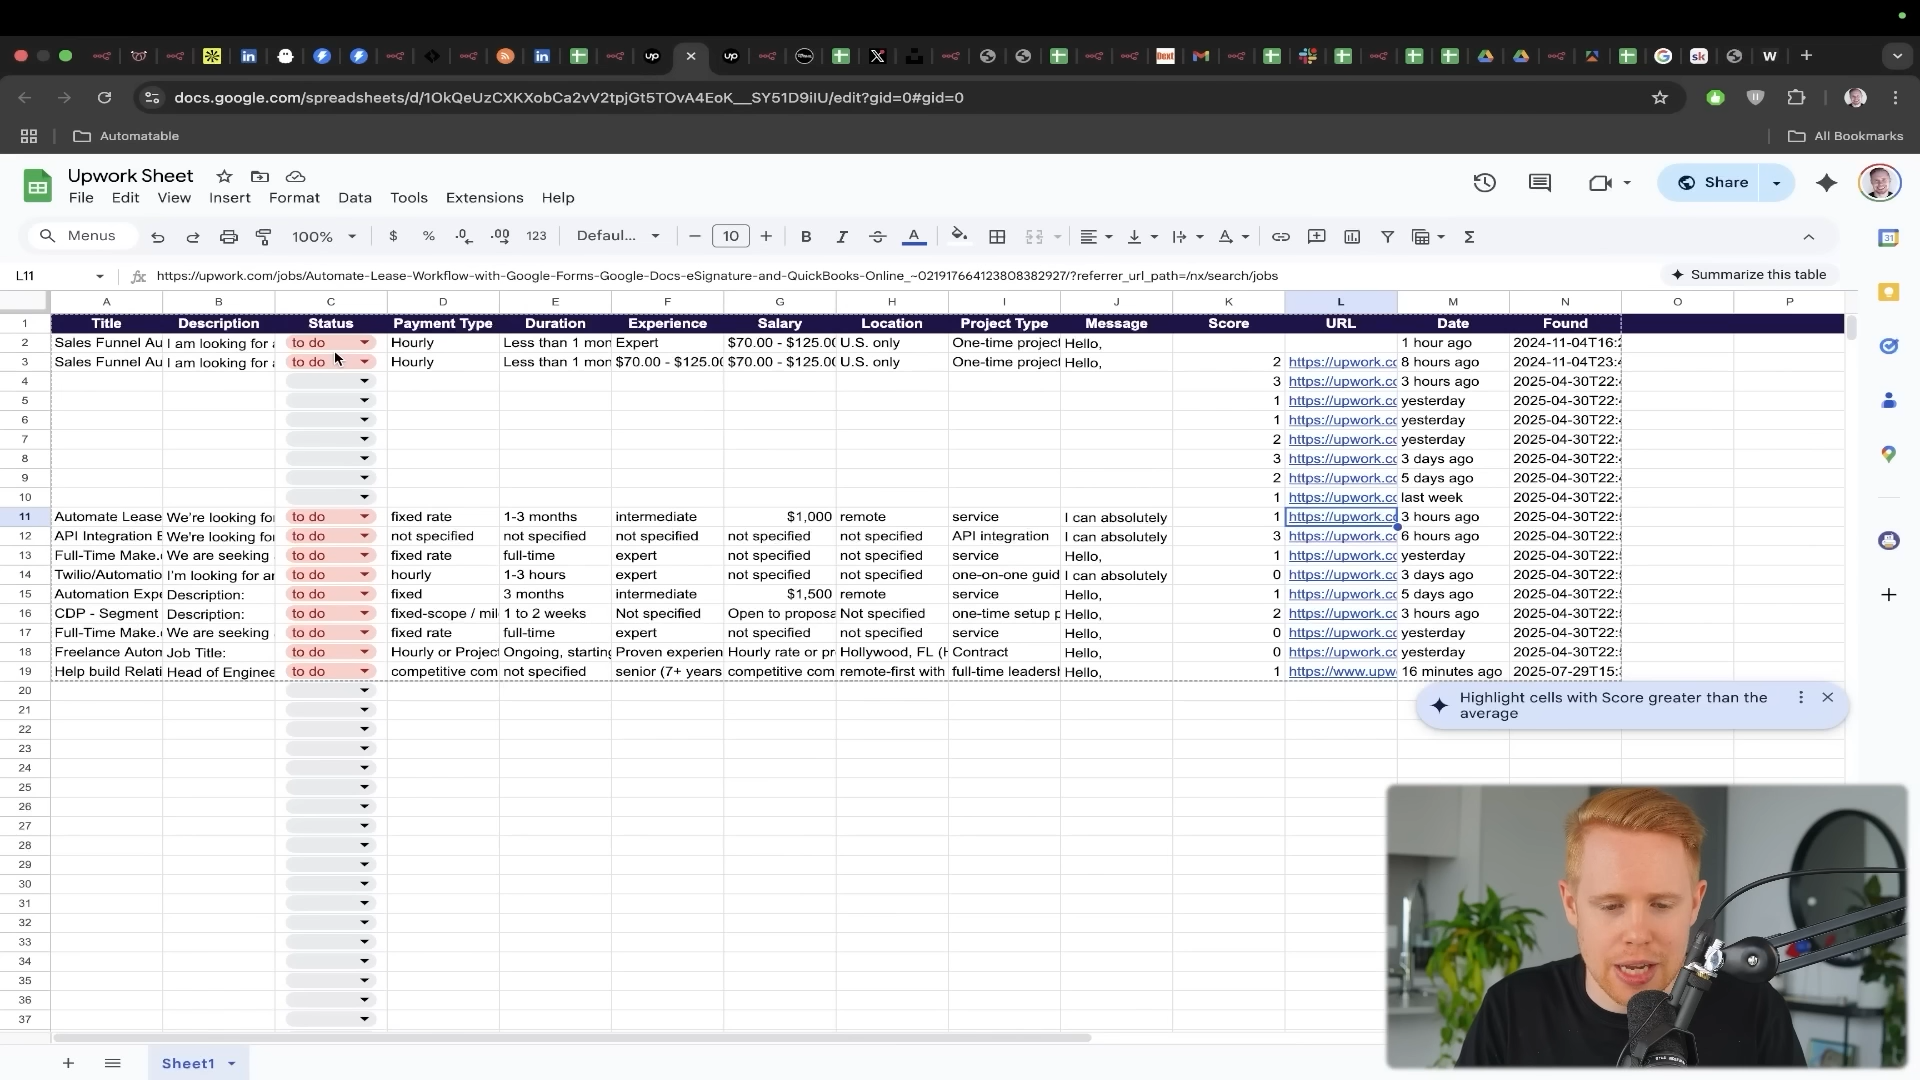 docs.google.com/spreadsheets/d/1OkQeUzCXKXobCa2vV2tpjGt5TOvA4EoK__SY51D9iIU/edit?gid=0#gid=0
Automatable
All Bookmarks
Upwork Sheet
Share
File Edit View Insert Format Data Tools Extensions Help
Menus 100% $ % .0 .00 123 Defaul... 10 B I
L11 https://upwork.com/jobs/Automate-Lease-Workflow-with-Google-Forms-Google-Docs-eSignature-and-QuickBooks-Online_~021917664123808382927/?referrer_url_path=/nx/search/jobs Summarize this table
A B C D E F G H I J K L M N O P
1 Title Description Status Payment Type Duration Experience Salary Location Project Type Message Score URL Date Found
2 Sales Funnel Au I am looking for to do Hourly Less than 1 mon Expert $70.00 - $125.00 U.S. only One-time project Hello, 1 hour ago 2024-11-04T16:2
3 Sales Funnel Au I am looking for to do Hourly Less than 1 mon $70.00 - $125.00 $70.00 - $125.00 U.S. only One-time project Hello, 2 https://upwork.co 8 hours ago 2024-11-04T23:4
4 3 https://upwork.co 3 hours ago 2025-04-30T22:4
5 1 https://upwork.co yesterday 2025-04-30T22:4
6 1 https://upwork.co yesterday 2025-04-30T22:4
7 2 https://upwork.co yesterday 2025-04-30T22:4
8 3 https://upwork.co 3 days ago 2025-04-30T22:4
9 2 https://upwork.co 5 days ago 2025-04-30T22:4
10 1 https://upwork.co last week 2025-04-30T22:4
11 Automate Lease We're looking for to do fixed rate 1-3 months intermediate $1,000 remote service I can absolutely 1 https://upwork.co 3 hours ago 2025-04-30T22:
12 API Integration E We're looking for to do not specified not specified not specified not specified not specified API integration I can absolutely 3 https://upwork.co 6 hours ago 2025-04-30T22:
13 Full-Time Make.c We are seeking to do fixed rate full-time expert not specified not specified service Hello, 1 https://upwork.co yesterday 2025-04-30T22:
14 Twilio/Automatio I'm looking for an to do hourly 1-3 hours expert not specified not specified one-on-one guid I can absolutely 0 https://upwork.co 3 days ago 2025-04-30T22:
15 Automation Expe Description: to do fixed 3 months intermediate $1,500 remote service Hello, 1 https://upwork.co 5 days ago 2025-04-30T22:
16 CDP - Segment Description: to do fixed-scope / mil 1 to 2 weeks Not specified Open to proposa Not specified one-time setup p Hello, 2 https://upwork.co 3 hours ago 2025-04-30T22:
17 Full-Time Make.c We are seeking to do fixed rate full-time expert not specified not specified service Hello, 0 https://upwork.co yesterday 2025-04-30T22:
18 Freelance Autom Job Title: to do Hourly or Project Ongoing, starting Proven experien Hourly rate or pr Hollywood, FL (H Contract Hello, 0 https://upwork.co yesterday 2025-04-30T22:
19 Help build Relati Head of Enginee to do competitive com not specified senior (7+ years competitive com remote-first with full-time leadersh Hello, 1 https://www.upw 16 minutes ago 2025-07-29T15:
20
21
22
23
24
25
26
27
28
29
30
31
32
33
34
35
36
37
Highlight cells with Score greater than the
average
Sheet1